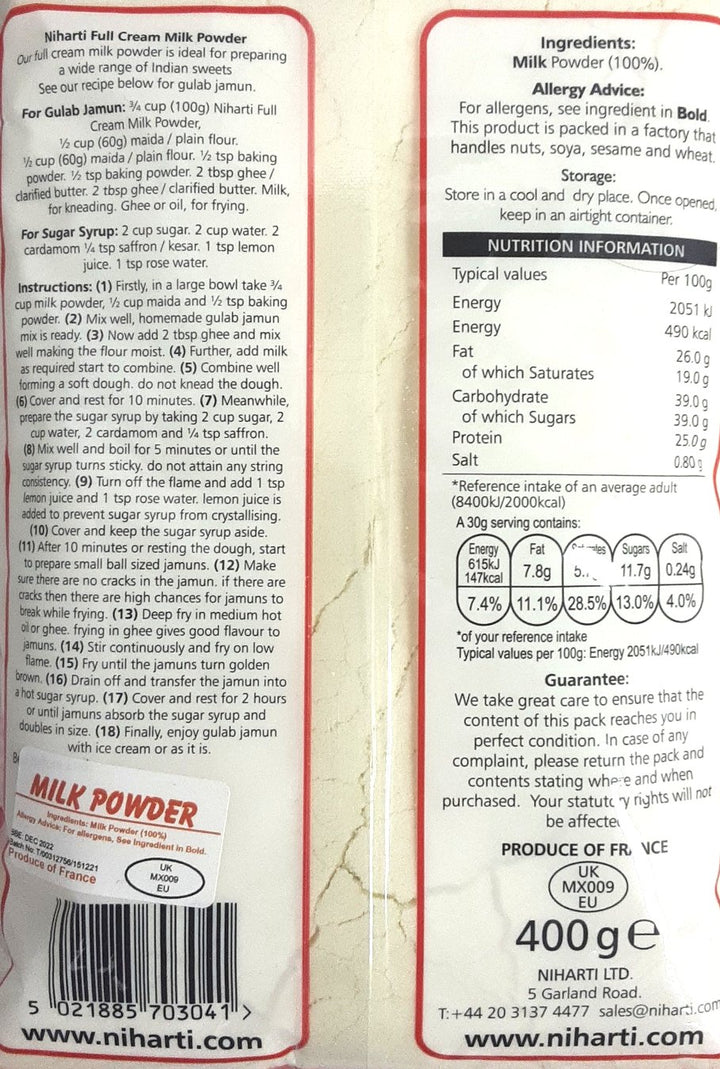 Niharti Full Cream Milk Powder
Our full cream milk powder is ideal for preparing
a wide range of Indian sweets
See our recipe below for gulab jamun.
For Gulab Jamun: ¾ cup (100g) Niharti Full
Cream Milk Powder,
½ cup (60g) maida / plain flour.
½ cup (60g) maida / plain flour. ½ tsp baking
powder. ½ tsp baking powder. 2 tbsp ghee /
clarified butter. 2 tbsp ghee / clarified butter. Milk,
for kneading. Ghee or oil, for frying.
For Sugar Syrup: 2 cup sugar. 2 cup water. 2
cardamom ¼ tsp saffron / kesar. 1 tsp lemon
juice. 1 tsp rose water.
Instructions: (1) Firstly, in a large bowl take ¾
cup milk powder, ½ cup maida and ½ tsp baking
powder. (2) Mix well, homemade gulab jamun
mix is ready. (3) Now add 2 tbsp ghee and mix
well making the flour moist. (4) Further, add milk
as required start to combine. (5) Combine well
forming a soft dough. do not knead the dough.
(6) Cover and rest for 10 minutes. (7) Meanwhile,
prepare the sugar syrup by taking 2 cup sugar, 2
cup water, 2 cardamom and ¼ tsp saffron.
(8) Mix well and boil for 5 minutes or until the
sugar syrup turns sticky. do not attain any string
consistency. (9) Turn off the flame and add 1 tsp
lemon juice and 1 tsp rose water. lemon juice is
added to prevent sugar syrup from crystallising.
(10) Cover and keep the sugar syrup aside.
(11) After 10 minutes or resting the dough, start
to prepare small ball sized jamuns. (12) Make
sure there are no cracks in the jamun. if there are
cracks then there are high chances for jamuns to
break while frying. (13) Deep fry in medium hot
oil or ghee. frying in ghee gives good flavour to
jamuns. (14) Stir continuously and fry on low
flame. (15) Fry until the jamuns turn golden
brown. (16) Drain off and transfer the jamun into
a hot sugar syrup. (17) Cover and rest for 2 hours
or until jamuns absorb the sugar syrup and
doubles in size. (18) Finally, enjoy gulab jamun
with ice cream or as it is.
MILK POWDER
Ingredients: Milk Powder (100%)
Allergy Advice: For allergens, See Ingredient in Bold.
BBE: DEC 2022
Batch No: T/00312756/151221
Produce of France
UK
MX009
EU
5 021885 703041 >
www.niharti.com
Ingredients:
Milk Powder (100%).
Allergy Advice:
For allergens, see ingredient in Bold.
This product is packed in a factory that
handles nuts, soya, sesame and wheat.
Storage:
Store in a cool and dry place. Once opened,
keep in an airtight container.
NUTRITION INFORMATION
Typical values Per 100g
Energy 2051 kJ
Energy 490 kcal
Fat 26.0 g
of which Saturates 19.0 g
Carbohydrate 39.0 g
of which Sugars 39.0 g
Protein 25.0 g
Salt 0.80 g
*Reference intake of an average adult
(8400kJ/2000kcal)
A 30g serving contains:
Energy Fat Sugars Salt
615kJ
147kcal 7.8g 11.7g 0.24g
7.4% 11.1% 28.5% 13.0% 4.0%
*of your reference intake
Typical values per 100g: Energy 2051kJ/490kcal
Guarantee:
We take great care to ensure that the
content of this pack reaches you in
perfect condition. In case of any
complaint, please return the pack and
contents stating where and when
purchased. Your statutory rights will not
be affected
PRODUCE OF FRANCE
UK
MX009
EU
400g℮
NIHARTI LTD.
5 Garland Road.
T:+44 20 3137 4477 sales@niharti.com
www.niharti.com